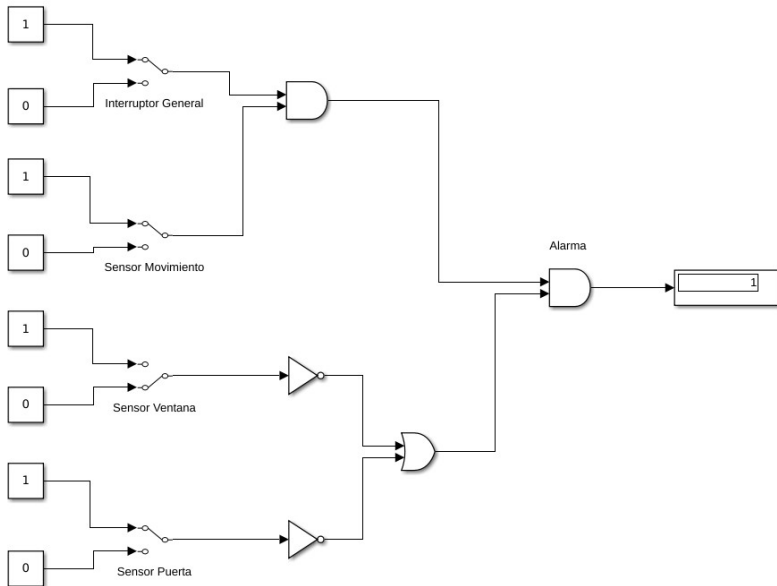 1
0
Interruptor General
1
0
Sensor Movimiento
Alarma
1
1
0
Sensor Ventana
1
0
Sensor Puerta